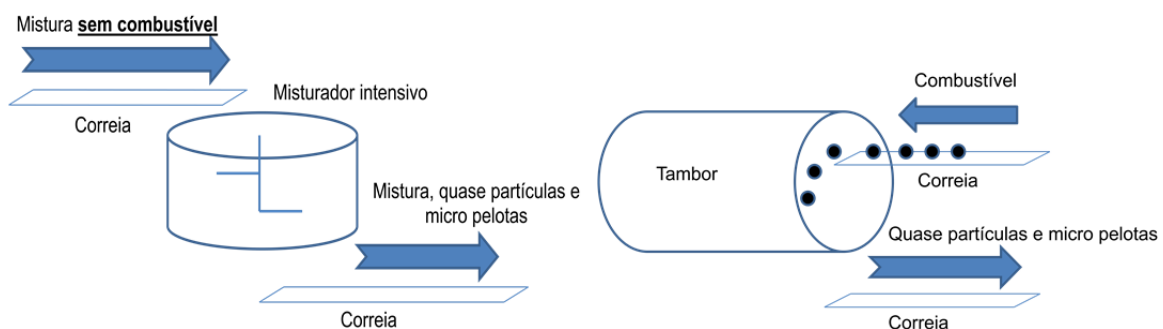 Mistura sem combustível
Correia
Misturador intensivo
Mistura, quase partículas e
micro pelotas
Correia
Tambor
Combustível
Correia
Quase partículas e micro pelotas
Correia